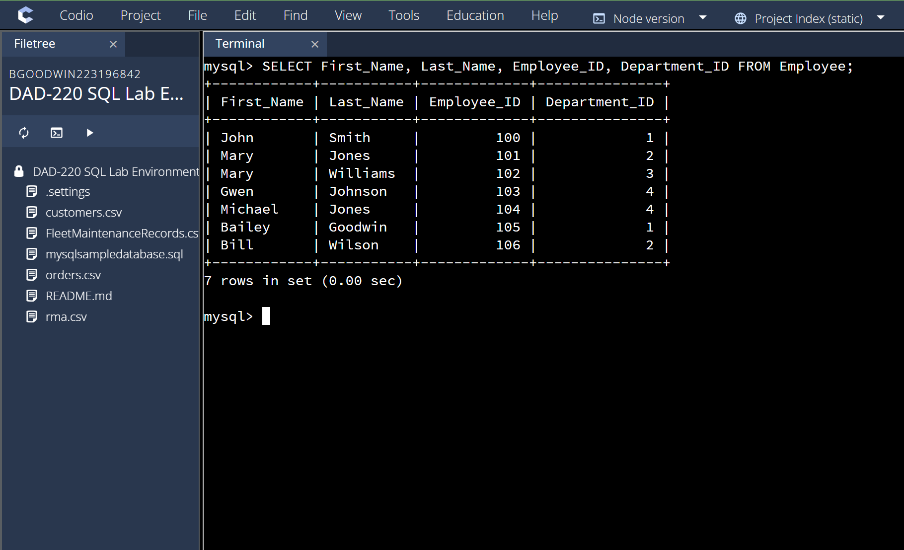 Codio Project File Edit Find View Tools Education Help Node version Project Index (static)
Filetree ×
BGOODWIN223196842
DAD-220 SQL Lab E...
DAD-220 SQL Lab Environment
.settings
customers.csv
FleetMaintenanceRecords.cs
mysqlsampledatabase.sql
orders.csv
README.md
rma.csv
Terminal ×
mysql> SELECT First_Name, Last_Name, Employee_ID, Department_ID FROM Employee;
+------------+-----------+-------------+---------------+
| First_Name | Last_Name | Employee_ID | Department_ID |
+------------+-----------+-------------+---------------+
| John       | Smith     |         100 |             1 |
| Mary       | Jones     |         101 |             2 |
| Mary       | Williams  |         102 |             3 |
| Gwen       | Johnson   |         103 |             4 |
| Michael    | Jones     |         104 |             4 |
| Bailey     | Goodwin   |         105 |             1 |
| Bill       | Wilson    |         106 |             2 |
+------------+-----------+-------------+---------------+
7 rows in set (0.00 sec)
mysql>